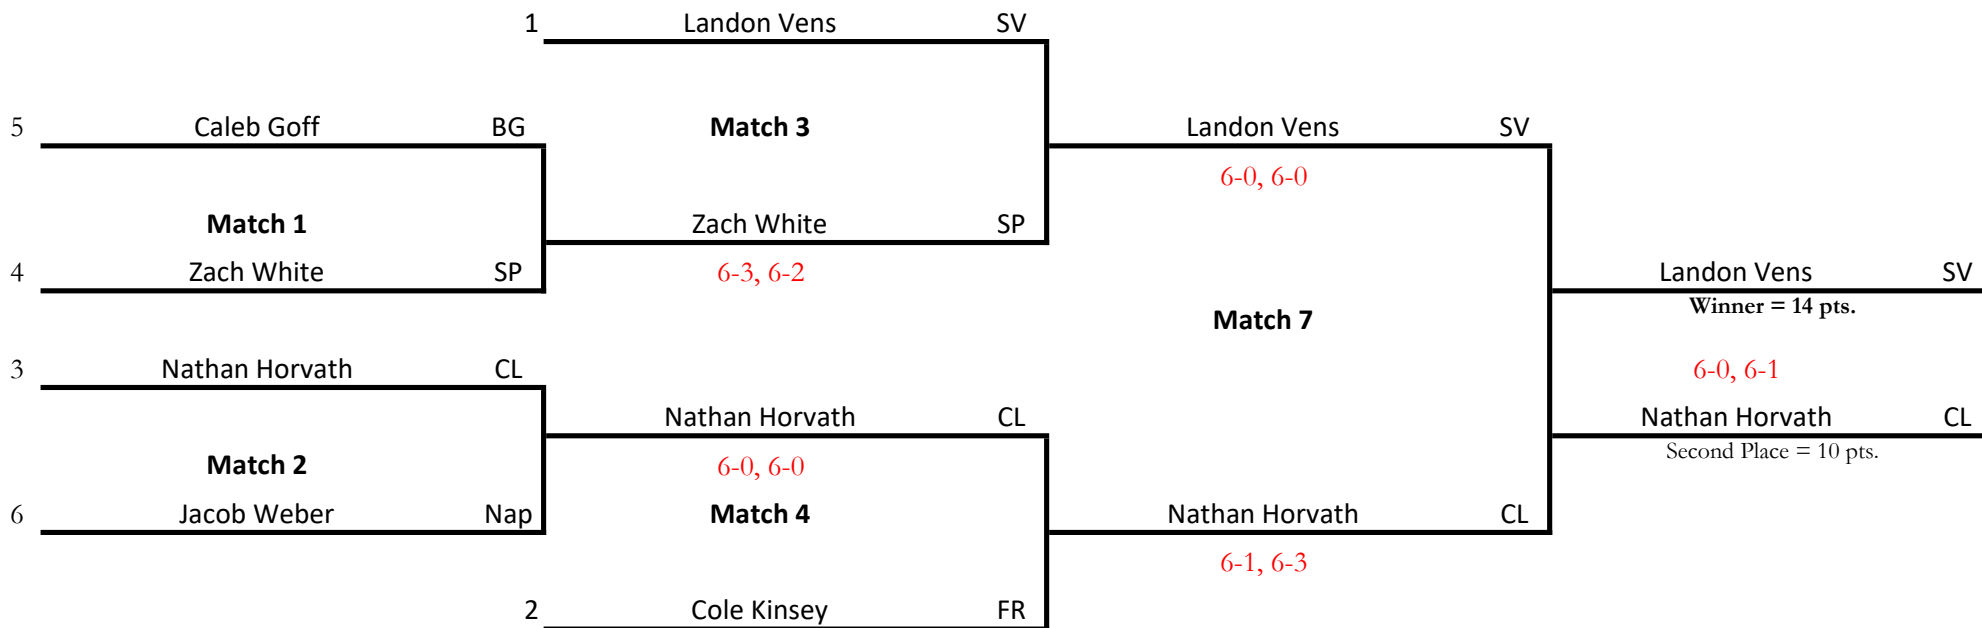 1 Landon Vens SV
5 Caleb Goff BG Match 3 Landon Vens SV
6-0, 6-0
Match 1 Zach White SP
4 Zach White SP 6-3, 6-2 Landon Vens SV
Winner = 14 pts.
Match 7
3 Nathan Horvath CL 6-0, 6-1
Nathan Horvath CL Nathan Horvath CL
Second Place = 10 pts.
Match 2 6-0, 6-0
6 Jacob Weber Nap Match 4 Nathan Horvath CL
6-1, 6-3
2 Cole Kinsey FR